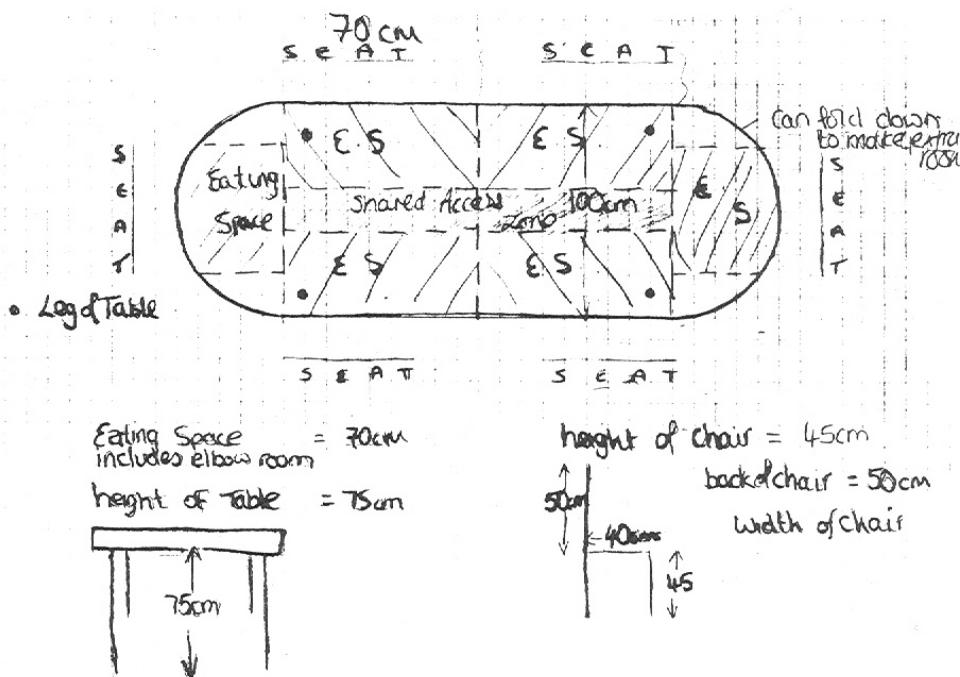 70cm
SEAT SEAT
can fold down
to make extra
room
SEAT
Eating
Space
E.S
E.S
Shared Access
Zone
100cm
E.S
E.S
E
S
SEAT
• Leg of Table
SEAT SEAT
Eating Space = 70cm
includes elbow room
height of Table = 75cm
75cm
height of chair = 45cm
back of chair = 50cm
width of chair
50cm
40cm
45